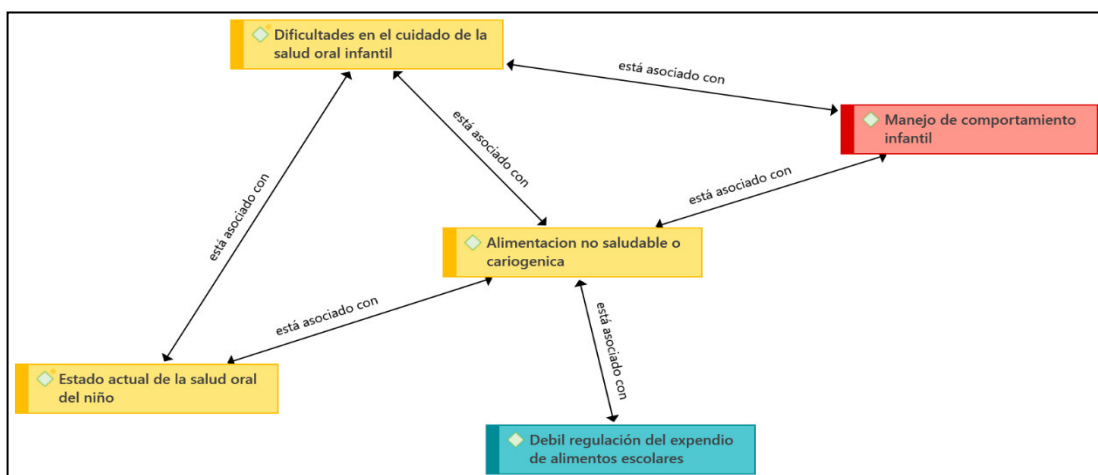 Dificultades en el cuidado de la
salud oral infantil
está asociado con
Manejo de comportamiento
infantil
está asociado con
está asociado con
está asociado con
Alimentacion no saludable o
cariogenica
está asociado con
está asociado con
Estado actual de la salud oral
del niño
Debil regulación del expendio
de alimentos escolares